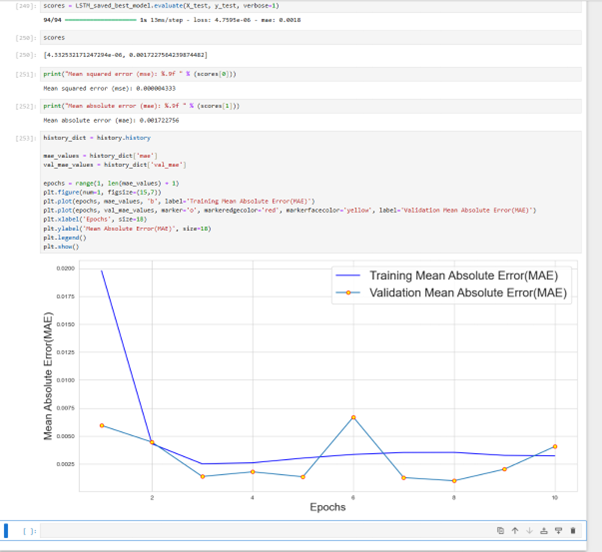 [249]: scores = LSTM_saved_best_model.evaluate(X_test, y_test, verbose=1)
94/94 1s 13ms/step - loss: 4.7595e-06 - mae: 0.0018
[250]: scores
[250]: [4.332532171247294e-06, 0.0017227564239874482]
[251]: print("Mean squared error (mse): %.9f " % (scores[0]))
Mean squared error (mse): 0.000004333
[252]: print("Mean absolute error (mae): %.9f " % (scores[1]))
Mean absolute error (mae): 0.001722756
[253]: history_dict = history.history
mae_values = history_dict['mae']
val_mae_values = history_dict['val_mae']
epochs = range(1, len(mae_values) + 1)
plt.figure(num=1, figsize=(15,7))
plt.plot(epochs, mae_values, 'b', label='Training Mean Absolute Error(MAE)')
plt.plot(epochs, val_mae_values, marker='o', markeredgecolor='red', markerfacecolor='yellow', label='Validation Mean Absolute Error(MAE)')
plt.xlabel('Epochs', size=18)
plt.ylabel('Mean Absolute Error(MAE)', size=18)
plt.legend()
plt.show()
Training Mean Absolute Error(MAE)
Validation Mean Absolute Error(MAE)
Mean Absolute Error(MAE)
0.0200
0.0175
0.0150
0.0125
0.0100
0.0075
0.0050
0.0025
2 4 6 8 10
Epochs
[ ]: